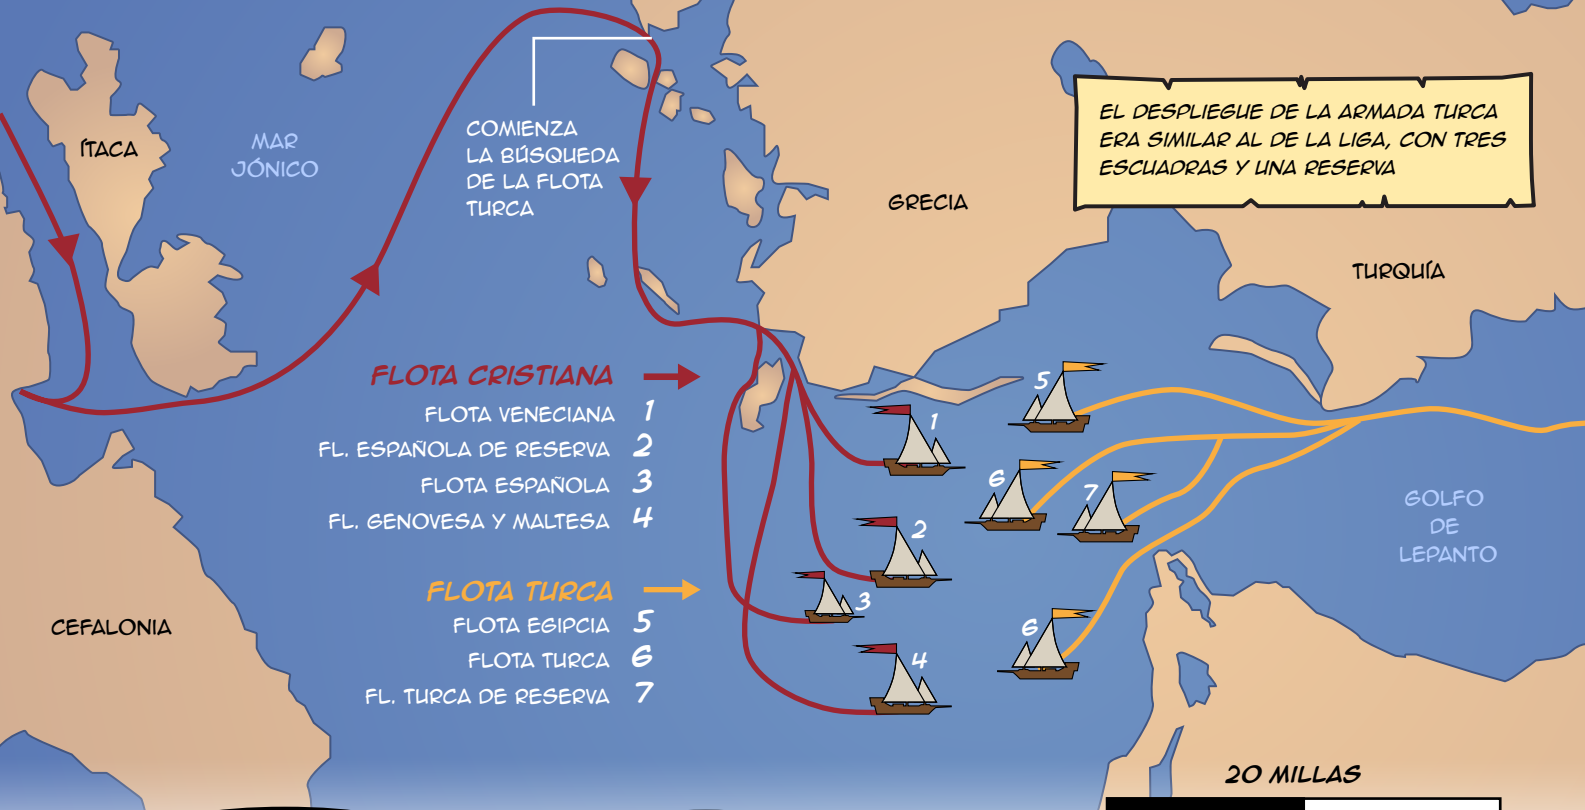 ÍTACA
MAR
JÓNICO
COMIENZA
LA BÚSQUEDA
DE LA FLOTA
TURCA
GRECIA
EL DESPLIEGUE DE LA ARMADA TURCA
ERA SIMILAR AL DE LA LIGA, CON TRES
ESCUADRAS Y UNA RESERVA
TURQUÍA
FLOTA CRISTIANA
FLOTA VENECIANA 1
FL. ESPAÑOLA DE RESERVA 2
FLOTA ESPAÑOLA 3
FL. GENOVESA Y MALTESA 4
FLOTA TURCA
FLOTA EGIPCIA 5
FLOTA TURCA 6
FL. TURCA DE RESERVA 7
5
1
6
7
2
3
6
4
GOLFO
DE
LEPANTO
CEFALONIA
20 MILLAS